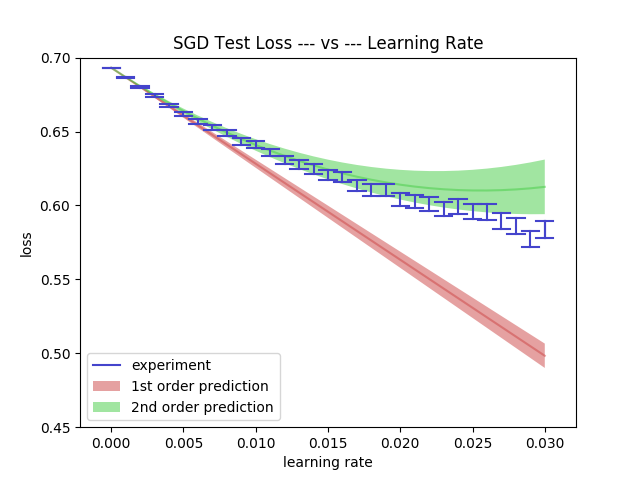 SGD Test Loss --- vs --- Learning Rate
0.70
0.65
0.60
0.55
0.50
0.45
loss
experiment
1st order prediction
2nd order prediction
0.000 0.005 0.010 0.015 0.020 0.025 0.030
learning rate